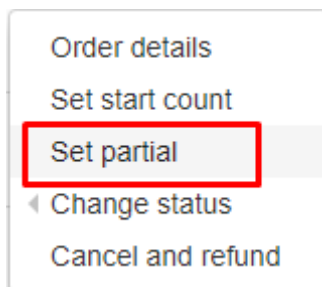 Order details
Set start count
Set partial
Change status
Cancel and refund